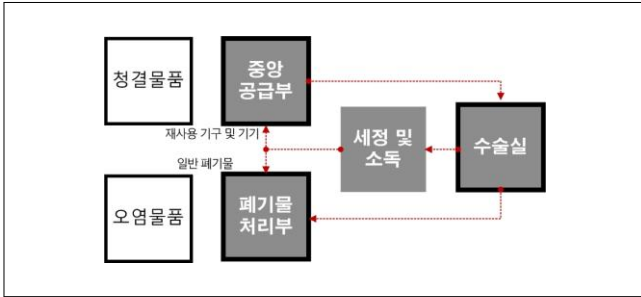 청결물품
중앙
공급부
재사용 기구 및 기기
세정 및
소독
수술실
일반 폐기물
오염물품
폐기물
처리부